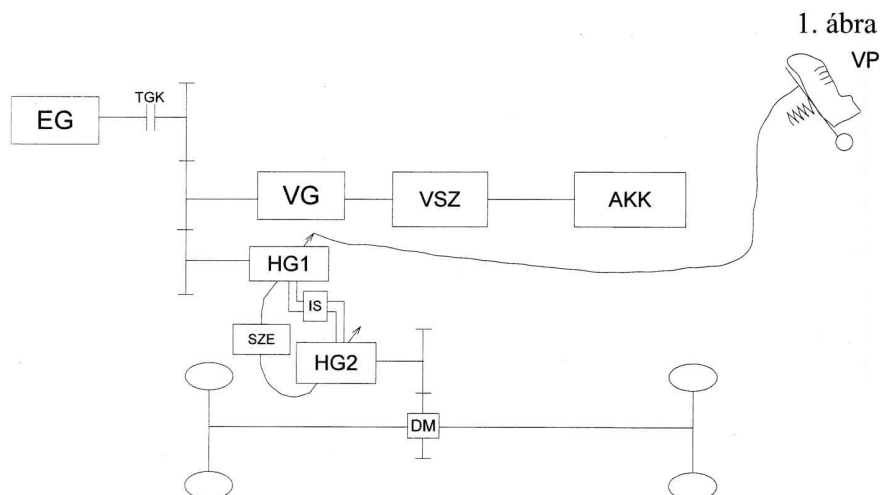 1. ábra
VP
TGK
EG
VG
VSZ
AKK
HG1
IS
SZE
HG2
DM